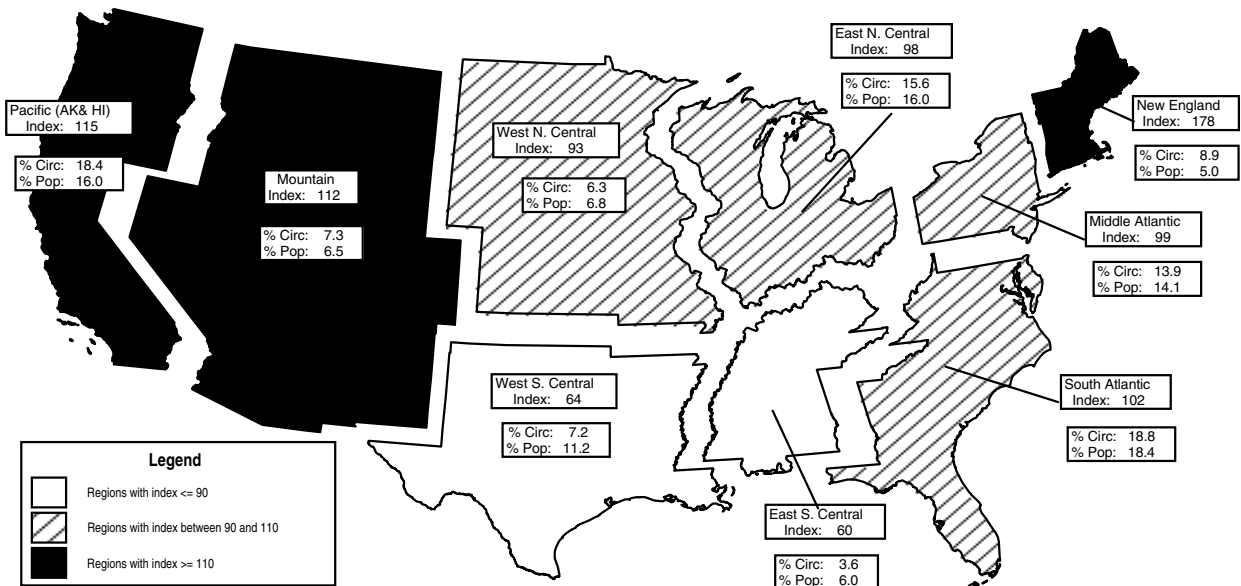 East N. Central
Index: 98
% Circ: 15.6
% Pop: 16.0
Pacific (AK& HI)
Index: 115
% Circ: 18.4
% Pop: 16.0
New England
Index: 178
% Circ: 8.9
% Pop: 5.0
West N. Central
Index: 93
% Circ: 6.3
% Pop: 6.8
Mountain
Index: 112
% Circ: 7.3
% Pop: 6.5
Middle Atlantic
Index: 99
% Circ: 13.9
% Pop: 14.1
West S. Central
Index: 64
% Circ: 7.2
% Pop: 11.2
South Atlantic
Index: 102
% Circ: 18.8
% Pop: 18.4
East S. Central
Index: 60
% Circ: 3.6
% Pop: 6.0
Legend
Regions with index <= 90
Regions with index between 90 and 110
Regions with index >= 110